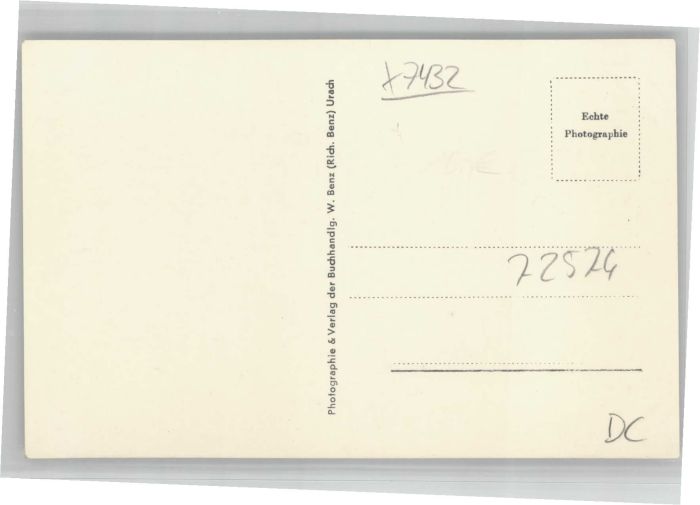 x7432
Echte
Photographie
Photographie & Verlag der Buchhandlg. W. Benz (Rich. Benz) Urach
72574
DC